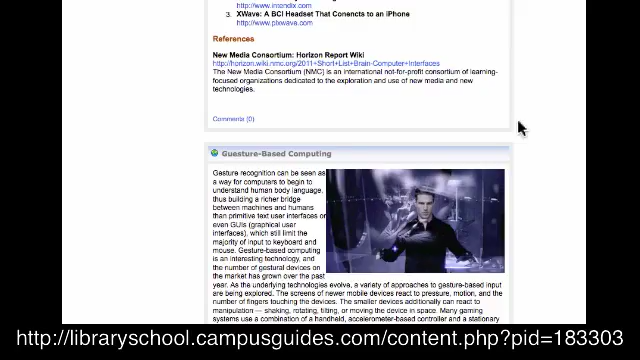 http://www.intendix.com/
3. XWave: A BCI Headset That Conencts to an iPhone
http://www.plxwave.com/
References
New Media Consortium: Horizon Report Wiki
http://horizon.wiki.nmc.org/2011+Short+List+Brain-Computer+Interfaces
The New Media Consortium (NMC) is an international not-for-profit consortium of learning-
focused organizations dedicated to the exploration and use of new media and new
technologies.
Comments (0)
Guesture-Based Computing
Gesture recognition can be seen as
a way for computers to begin to
understand human body language,
thus building a richer bridge
between machines and humans
than primitive text user interfaces or
even GUIs (graphical user
interfaces), which still limit the
majority of input to keyboard and
mouse. Gesture-based computing
is an interesting technology, and
the number of gestural devices on
the market has grown over the past
year. As the underlying technologies evolve, a variety of approaches to gesture-based input
are being explored. The screens of newer mobile devices react to pressure, motion, and the
number of fingers touching the devices. The smaller devices additionally can react to
manipulation — shaking, rotating, tilting, or moving the device in space. Many gaming
systems use a combination of a handheld, accelerometer-based controller and a stationary
http://libraryschool.campusguides.com/content.php?pid=183303